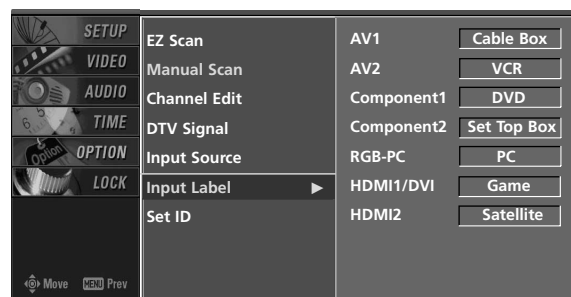 SETUP
VIDEO
AUDIO
TIME
OPTION
LOCK
Move MENU Prev
EZ Scan
Manual Scan
Channel Edit
DTV Signal
Input Source
Input Label ▶
Set ID
AV1 Cable Box
AV2 VCR
Component1 DVD
Component2 Set Top Box
RGB-PC PC
HDMI1/DVI Game
HDMI2 Satellite